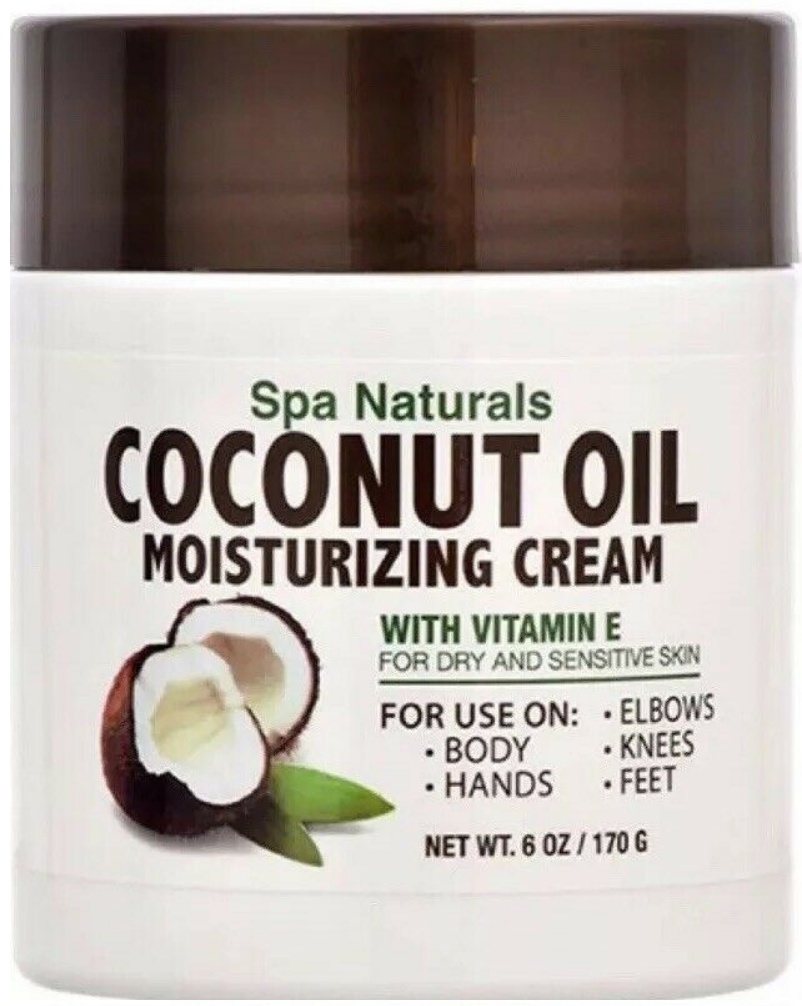 Spa Naturals
COCONUT OIL
MOISTURIZING CREAM
WITH VITAMIN E
FOR DRY AND SENSITIVE SKIN
FOR USE ON:
• BODY
• HANDS
• ELBOWS
• KNEES
• FEET
NET WT. 6 OZ / 170 G